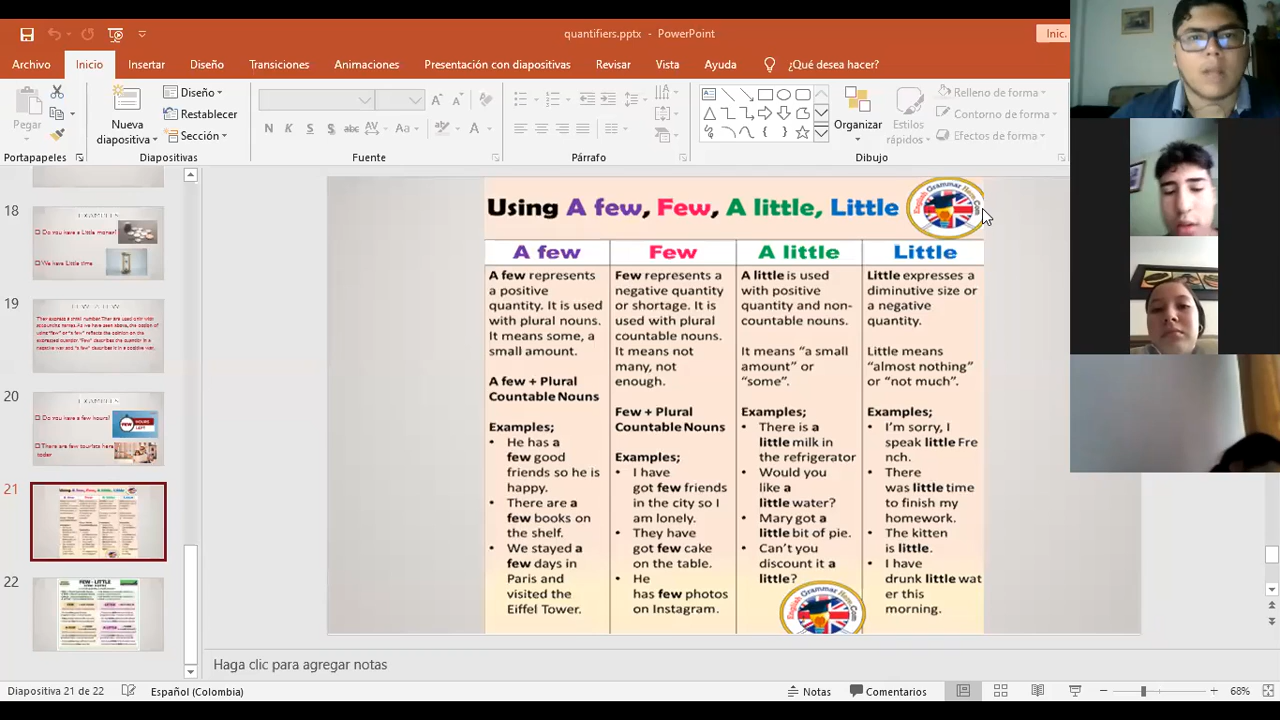 quantifiers.pptx - PowerPoint
Inic.
Archivo Inicio Insertar Diseño Transiciones Animaciones Presentación con diapositivas Revisar Vista Ayuda ¿Qué desea hacer?
Pegar
Nueva
diapositiva
Diseño
Restablecer
Sección
N K S S abc AV Aa A
Organizar
Estilos
rápidos
Relleno de forma
Contorno de forma
Efectos de forma
Portapapeles Diapositivas Fuente Párrafo Dibujo
18
EXAMPLES
Do you have a Little money?
We have Little time
19
20
EXAMPLES
Do you have a few hours?
There are few tourists here
today
21
22
FEW - LITTLE
Using A few, Few, A little, Little
English Grammar Here.Com
A few
A few represents
a positive
quantity. It is used
with plural nouns.
It means some, a
small amount.
A few + Plural
Countable Nouns
Examples;
• He has a
few good
friends so he is
happy.
• There are a
few books on
the shelf.
• We stayed a
few days in
Paris and
visited the
Eiffel Tower.
Few
Few represents a
negative quantity
or shortage. It is
used with plural
countable nouns.
It means not
many, not
enough.
Few + Plural
Countable Nouns
Examples;
• I have
got few friends
in the city so I
am lonely.
• They have
got few cake
on the table.
• He
has few photos
on Instagram.
A little
A little is used
with positive
quantity and non-
countable nouns.
It means “a small
amount” or
“some”.
Examples;
• There is a
little milk in
the refrigerator
• Would you
like a
little water?
• Mary got a
little bit of pie.
• Can’t you
discount it a
little?
Little
Little expresses a
diminutive size or
a negative
quantity.
Little means
“almost nothing”
or “not much”.
Examples;
• I’m sorry, I
speak little Fre
nch.
• There
was little time
to finish my
homework.
• The kitten
is little.
• I have
drunk little wat
er this
morning.
Haga clic para agregar notas
Diapositiva 21 de 22 Español (Colombia) Notas Comentarios 68%